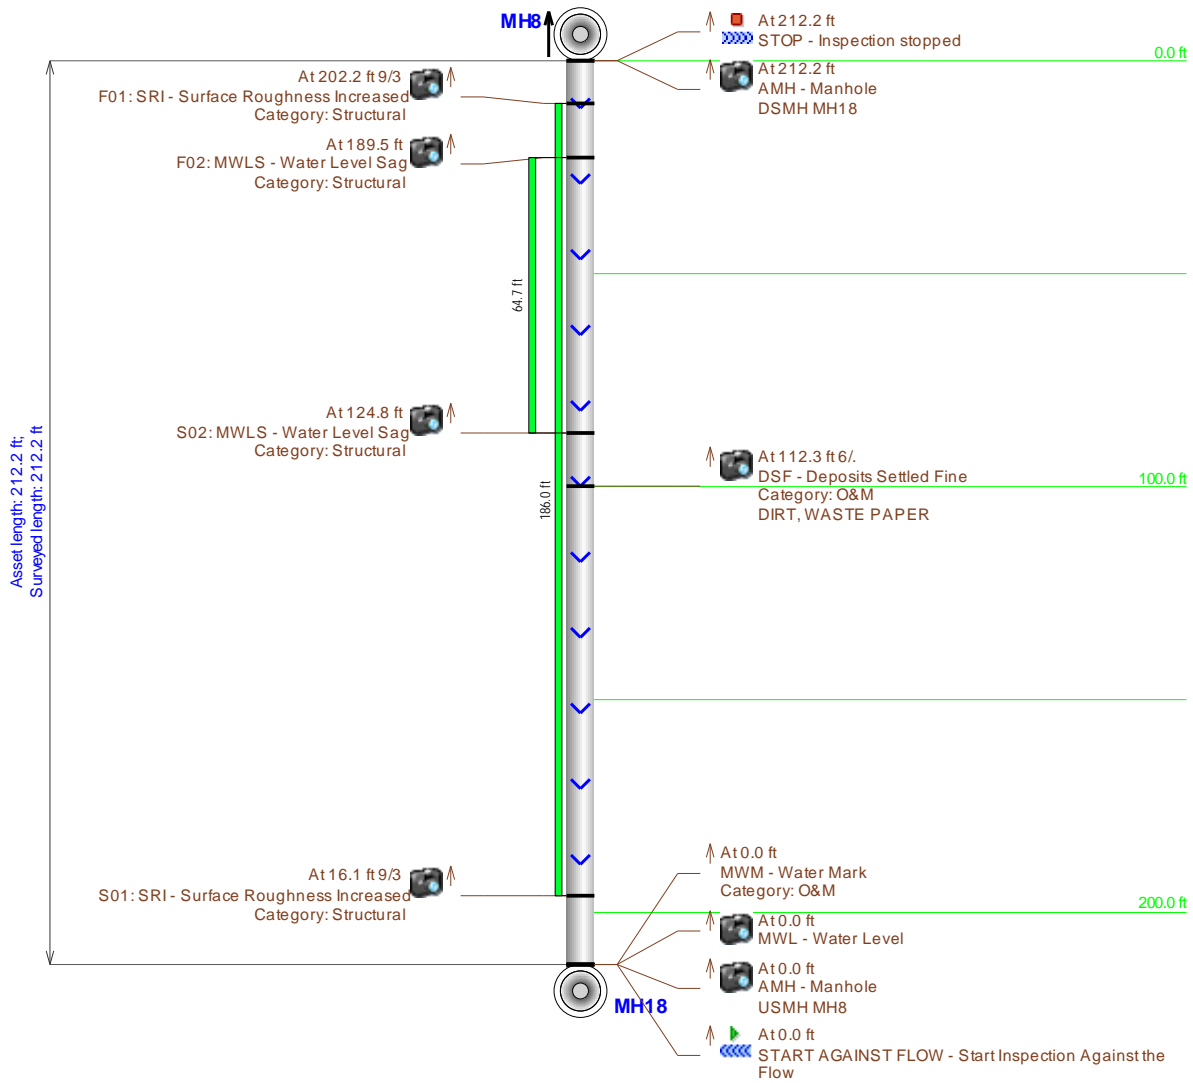 MH8
At 212.2 ft
STOP - Inspection stopped
0.0 ft
At 212.2 ft
AMH - Manhole
DSMH MH18
At 202.2 ft 9/3
F01: SRI - Surface Roughness Increased
Category: Structural
At 189.5 ft
F02: MWLS - Water Level Sag
Category: Structural
64.7 ft
At 124.8 ft
S02: MWLS - Water Level Sag
Category: Structural
186.0 ft
At 112.3 ft 6/.
DSF - Deposits Settled Fine
Category: O&M
DIRT, WASTE PAPER
100.0 ft
Asset length: 212.2 ft;
Surveyed length: 212.2 ft
At 16.1 ft 9/3
S01: SRI - Surface Roughness Increased
Category: Structural
At 0.0 ft
MWM - Water Mark
Category: O&M
200.0 ft
At 0.0 ft
MWL - Water Level
At 0.0 ft
AMH - Manhole
USMH MH8
MH18
At 0.0 ft
START AGAINST FLOW - Start Inspection Against the
Flow